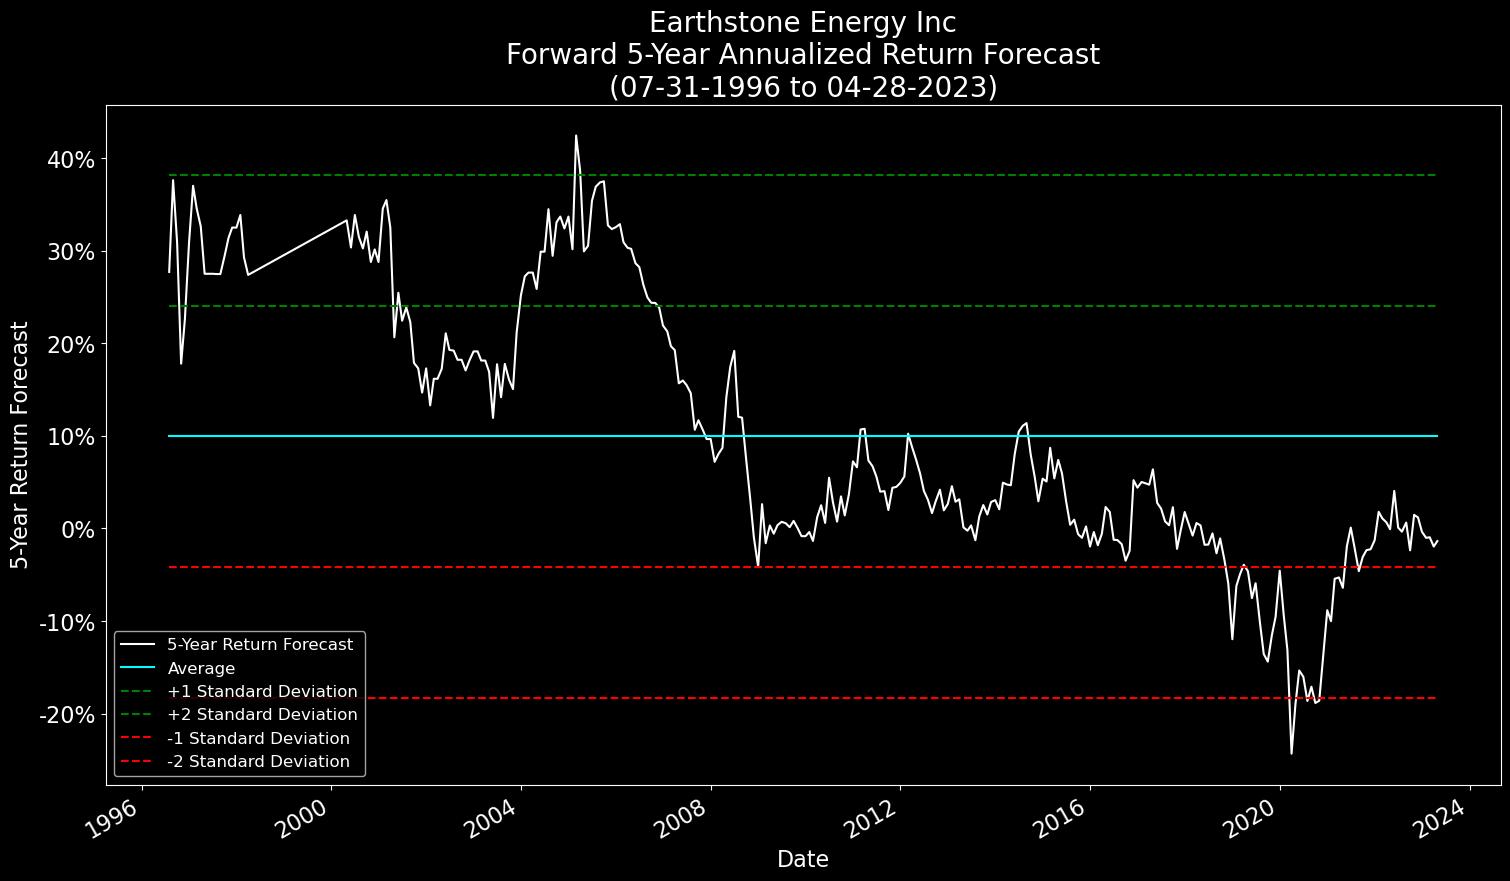 Earthstone Energy Inc
Forward 5-Year Annualized Return Forecast
(07-31-1996 to 04-28-2023)
5-Year Return Forecast
40%
30%
20%
10%
0%
-10%
-20%
5-Year Return Forecast
Average
+1 Standard Deviation
+2 Standard Deviation
-1 Standard Deviation
-2 Standard Deviation
1996
2000
2004
2008
2012
2016
2020
2024
Date